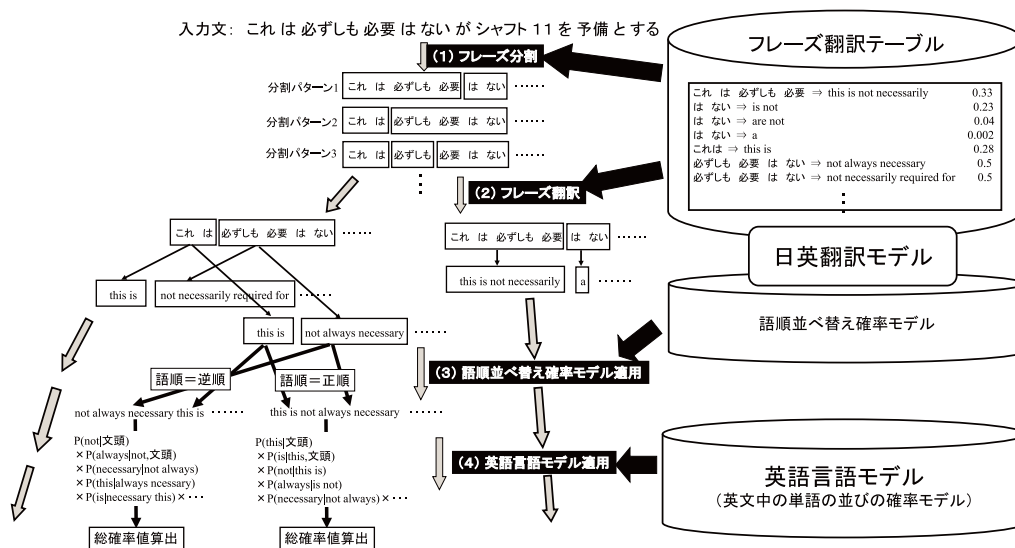 入力文: これ は 必ずしも 必要 は ない が シャフト 11 を 予備 と する
(1) フレーズ分割
分割パターン1 これ は 必ずしも 必要 は ない ……
分割パターン2 これ は 必ずしも 必要 は ない ……
分割パターン3 これ は 必ずしも 必要 は ない ……
⋮
(2) フレーズ翻訳
これ は 必ずしも 必要 は ない ……
this is not necessarily required for ……
this is not always necessary ……
語順=逆順 語順=正順
not always necessary this is ……
P(not|文頭)
×P(always|not,文頭)
×P(necessary|not always)
×P(this|always ncessary)
×P(is|necessary this)×…
総確率値算出
this is not always necessary ……
P(this|文頭)
×P(is|this,文頭)
×P(not|this is)
×P(always|is not)
×P(necessary|not always)×…
総確率値算出
これ は 必ずしも 必要 は ない ……
this is not necessarily a ……
(3) 語順並べ替え確率モデル適用
(4) 英語言語モデル適用
フレーズ翻訳テーブル
これ は 必ずしも 必要 ⇒ this is not necessarily 0.33
は ない ⇒ is not 0.23
は ない ⇒ are not 0.04
は ない ⇒ a 0.002
これは ⇒ this is 0.28
必ずしも 必要 は ない ⇒ not always necessary 0.5
必ずしも 必要 は ない ⇒ not necessarily required for 0.5
⋮
日英翻訳モデル
語順並べ替え確率モデル
英語言語モデル
(英文中の単語の並びの確率モデル)